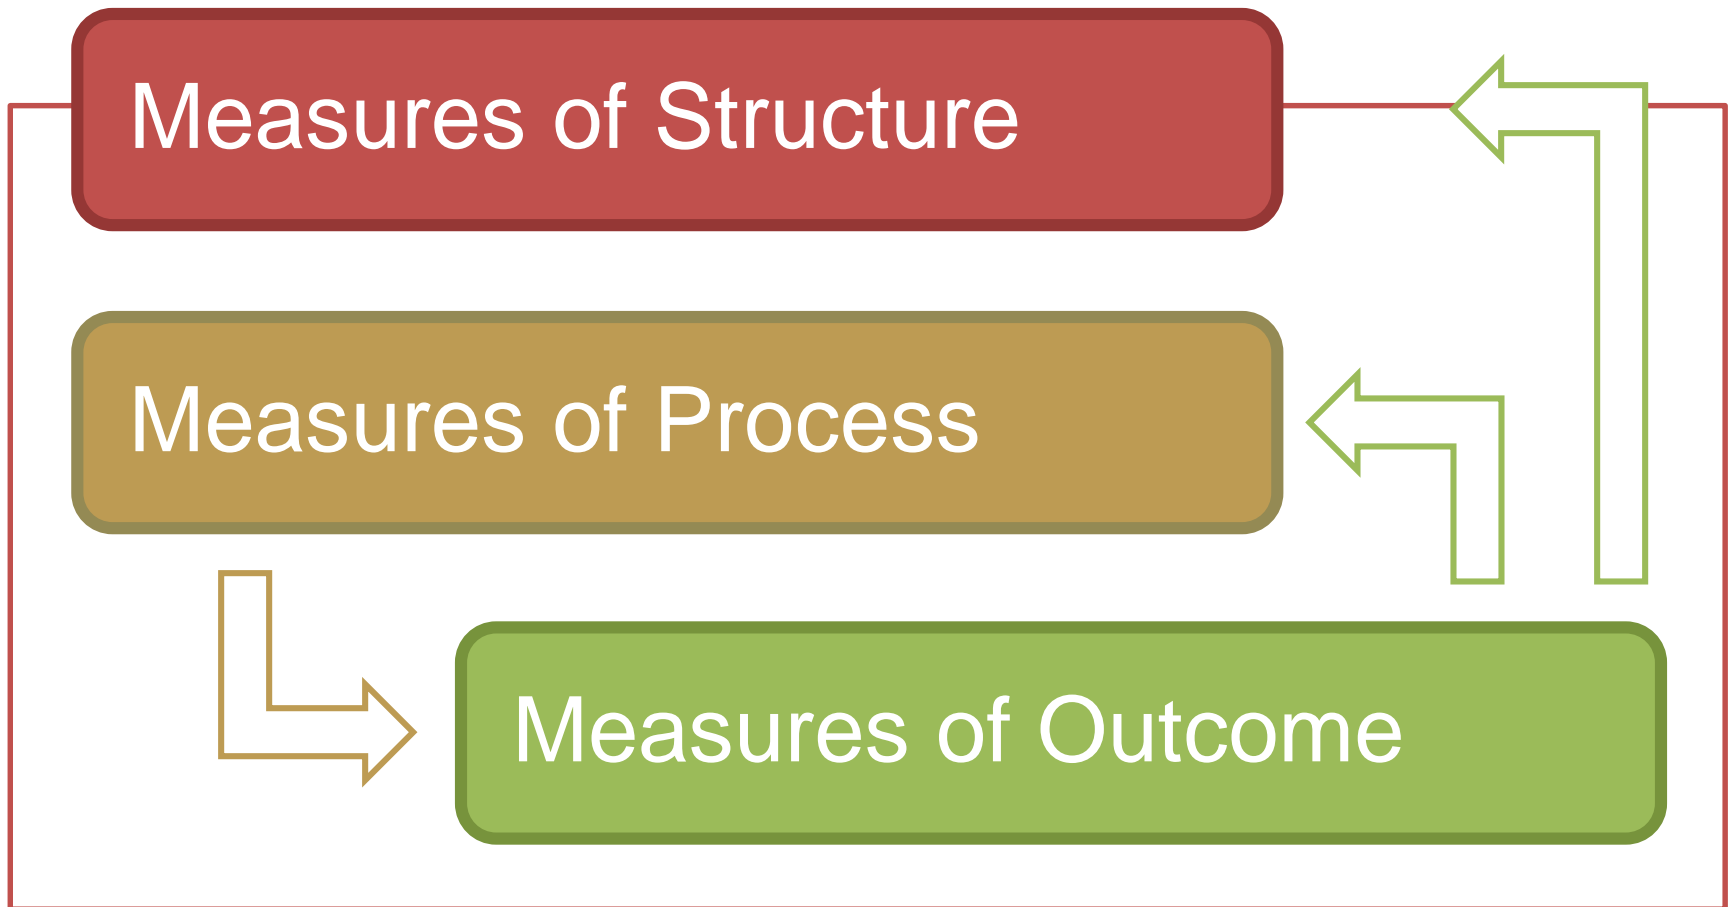 Measures of Structure
Measures of Process
Measures of Outcome